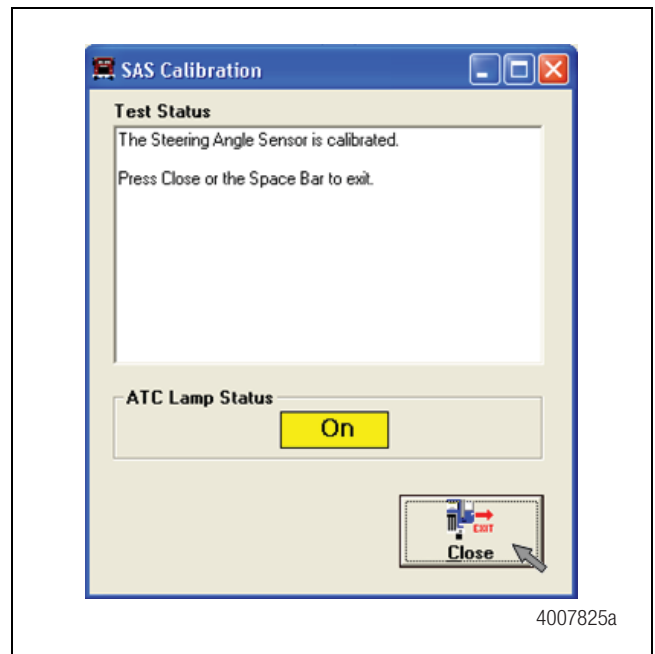 SAS Calibration
Test Status
The Steering Angle Sensor is calibrated.
Press Close or the Space Bar to exit.
ATC Lamp Status
On
EXIT
Close
4007825a